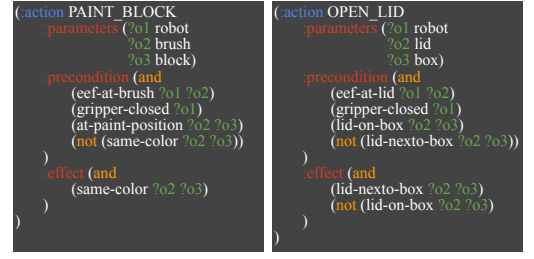 (:action PAINT_BLOCK
:parameters (?o1 robot
?o2 brush
?o3 block)
:precondition (and
(eef-at-brush ?o1 ?o2)
(gripper-closed ?o1)
(at-paint-position ?o2 ?o3)
(not (same-color ?o2 ?o3))
)
:effect (and
(same-color ?o2 ?o3)
)
)
(:action OPEN_LID
:parameters (?o1 robot
?o2 lid
?o3 box)
:precondition (and
(eef-at-lid ?o1 ?o2)
(gripper-closed ?o1)
(lid-on-box ?o2 ?o3)
(not (lid-nexto-box ?o2 ?o3))
)
:effect (and
(lid-nexto-box ?o2 ?o3)
(not (lid-on-box ?o2 ?o3)
)
)